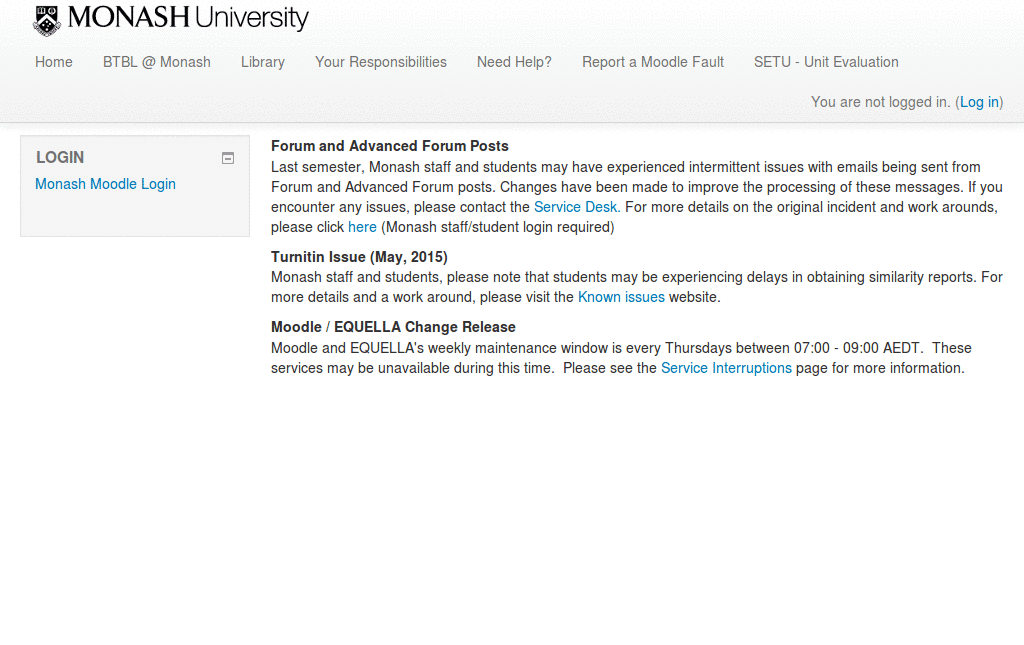 MONASH University
Home BTBL @ Monash Library Your Responsibilities Need Help? Report a Moodle Fault SETU - Unit Evaluation
You are not logged in. (Log in)
LOGIN
Monash Moodle Login
Forum and Advanced Forum Posts
Last semester, Monash staff and students may have experienced intermittent issues with emails being sent from
Forum and Advanced Forum posts. Changes have been made to improve the processing of these messages. If you
encounter any issues, please contact the Service Desk. For more details on the original incident and work arounds,
please click here (Monash staff/student login required)
Turnitin Issue (May, 2015)
Monash staff and students, please note that students may be experiencing delays in obtaining similarity reports. For
more details and a work around, please visit the Known issues website.
Moodle / EQUELLA Change Release
Moodle and EQUELLA's weekly maintenance window is every Thursdays between 07:00 - 09:00 AEDT.  These
services may be unavailable during this time.  Please see the Service Interruptions page for more information.